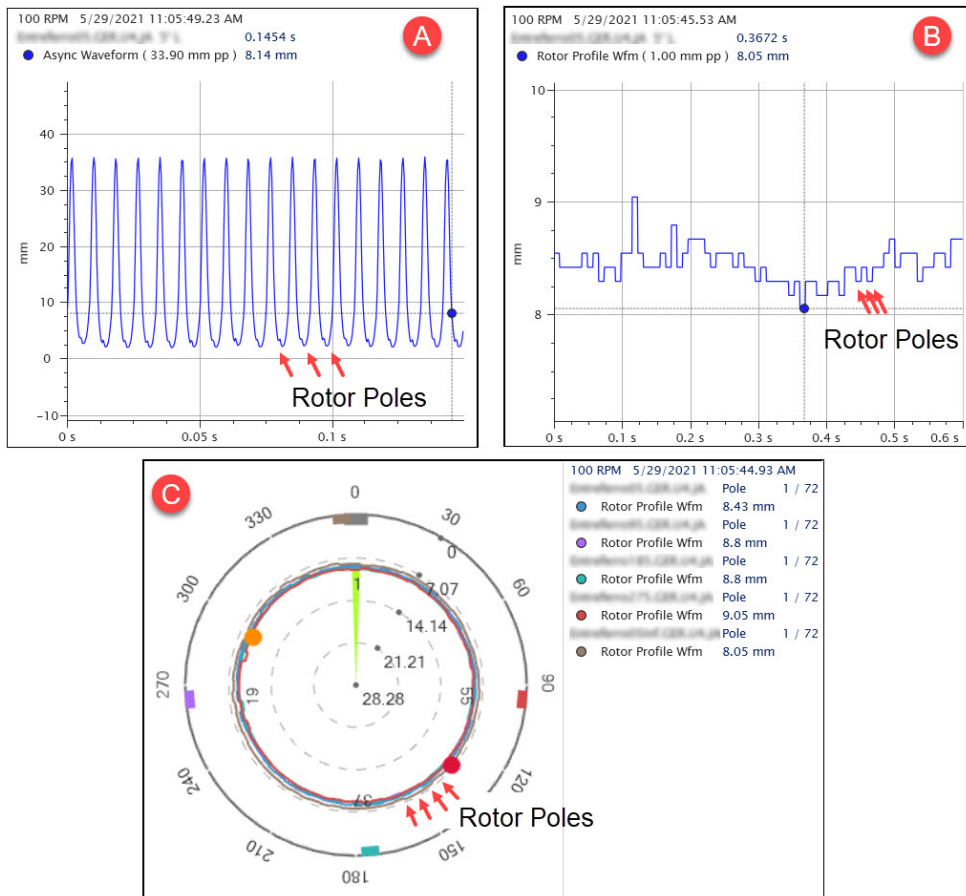 100 RPM 5/29/2021 11:05:49.23 AM
0.1454 s
Async Waveform ( 33.90 mm pp ) 8.14 mm
A
40
30
20
10
0
-10
mm
0 s 0.05 s 0.1 s
Rotor Poles
100 RPM 5/29/2021 11:05:45.53 AM
0.3672 s
Rotor Profile Wfm ( 1.00 mm pp ) 8.05 mm
B
10
9
8
mm
0 s 0.1 s 0.2 s 0.3 s 0.4 s 0.5 s 0.6 s
Rotor Poles
C
0
30
60
90
120
150
180
210
240
270
300
330
0
7.07
14.14
21.21
28.28
1
19
37
55
Rotor Poles
100 RPM 5/29/2021 11:05:44.93 AM
Pole 1 / 72
Rotor Profile Wfm 8.43 mm
Pole 1 / 72
Rotor Profile Wfm 8.8 mm
Pole 1 / 72
Rotor Profile Wfm 8.8 mm
Pole 1 / 72
Rotor Profile Wfm 9.05 mm
Pole 1 / 72
Rotor Profile Wfm 8.05 mm